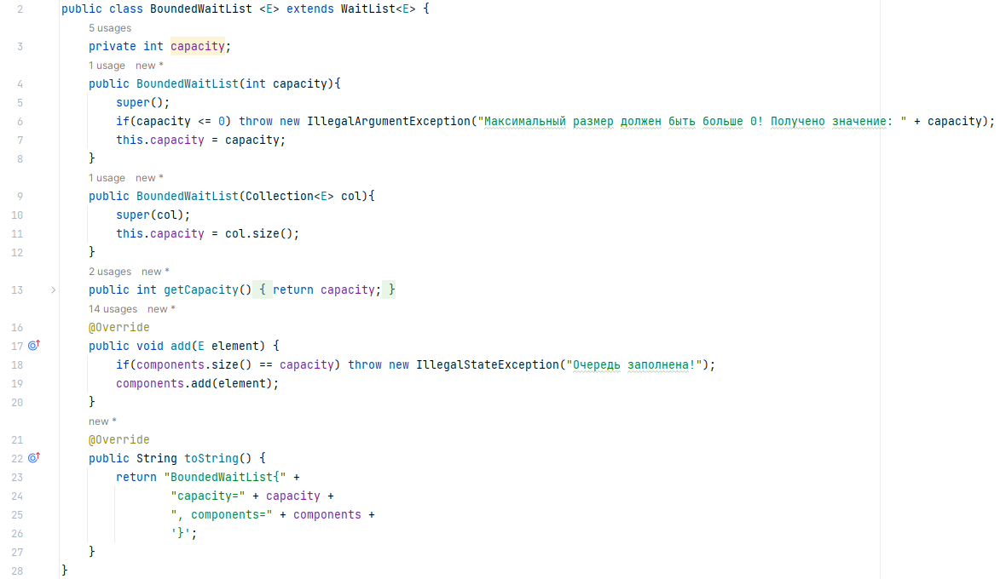 2 public class BoundedWaitList <E> extends WaitList<E> {
5 usages
3 private int capacity;
1 usage new *
4 public BoundedWaitList(int capacity){
5 super();
6 if(capacity <= 0) throw new IllegalArgumentException("Максимальный размер должен быть больше 0! Получено значение: " + capacity);
7 this.capacity = capacity;
8 }
1 usage new *
9 public BoundedWaitList(Collection<E> col){
10 super(col);
11 this.capacity = col.size();
12 }
2 usages new *
13 public int getCapacity() { return capacity; }
14 usages new *
16 @Override
17 public void add(E element) {
18 if(components.size() == capacity) throw new IllegalStateException("Очередь заполнена!");
19 components.add(element);
20 }
new *
21 @Override
22 public String toString() {
23 return "BoundedWaitList{" +
24 "capacity=" + capacity +
25 ", components=" + components +
26 '}';
27 }
28 }